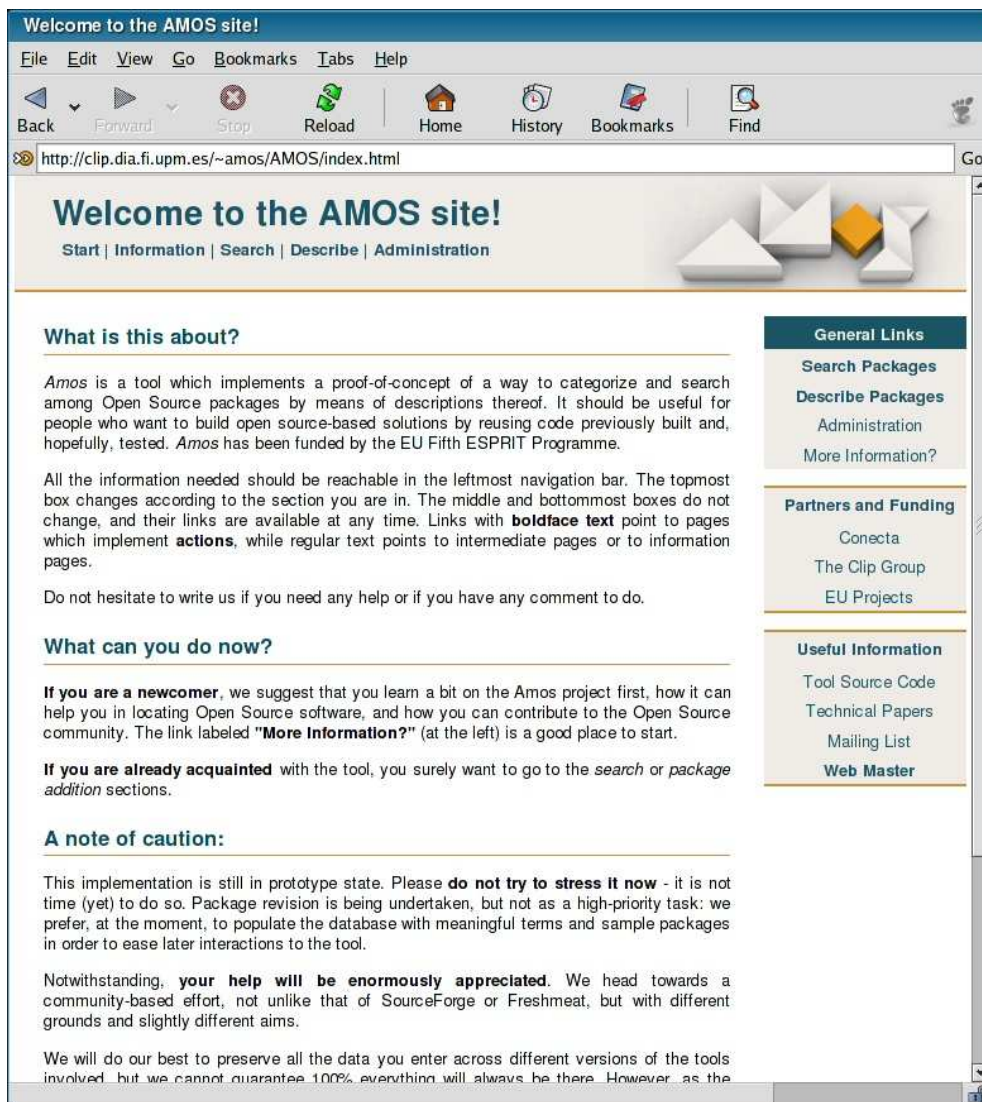 Welcome to the AMOS site!
File Edit View Go Bookmarks Tabs Help
Back Forward Stop Reload Home History Bookmarks Find
http://clip.dia.fi.upm.es/~amos/AMOS/index.html Go
Welcome to the AMOS site!
Start | Information | Search | Describe | Administration
What is this about?
Amos is a tool which implements a proof-of-concept of a way to categorize and search
among Open Source packages by means of descriptions thereof. It should be useful for
people who want to build open source-based solutions by reusing code previously built and,
hopefully, tested. Amos has been funded by the EU Fifth ESPRIT Programme.
All the information needed should be reachable in the leftmost navigation bar. The topmost
box changes according to the section you are in. The middle and bottommost boxes do not
change, and their links are available at any time. Links with boldface text point to pages
which implement actions, while regular text points to intermediate pages or to information
pages.
Do not hesitate to write us if you need any help or if you have any comment to do.
What can you do now?
If you are a newcomer, we suggest that you learn a bit on the Amos project first, how it can
help you in locating Open Source software, and how you can contribute to the Open Source
community. The link labeled "More Information?" (at the left) is a good place to start.
If you are already acquainted with the tool, you surely want to go to the search or package
addition sections.
A note of caution:
This implementation is still in prototype state. Please do not try to stress it now - it is not
time (yet) to do so. Package revision is being undertaken, but not as a high-priority task: we
prefer, at the moment, to populate the database with meaningful terms and sample packages
in order to ease later interactions to the tool.
Notwithstanding, your help will be enormously appreciated. We head towards a
community-based effort, not unlike that of SourceForge or Freshmeat, but with different
grounds and slightly different aims.
We will do our best to preserve all the data you enter across different versions of the tools
involved, but we cannot guarantee 100% everything will always be there. However, as the
General Links
Search Packages
Describe Packages
Administration
More Information?
Partners and Funding
Conecta
The Clip Group
EU Projects
Useful Information
Tool Source Code
Technical Papers
Mailing List
Web Master